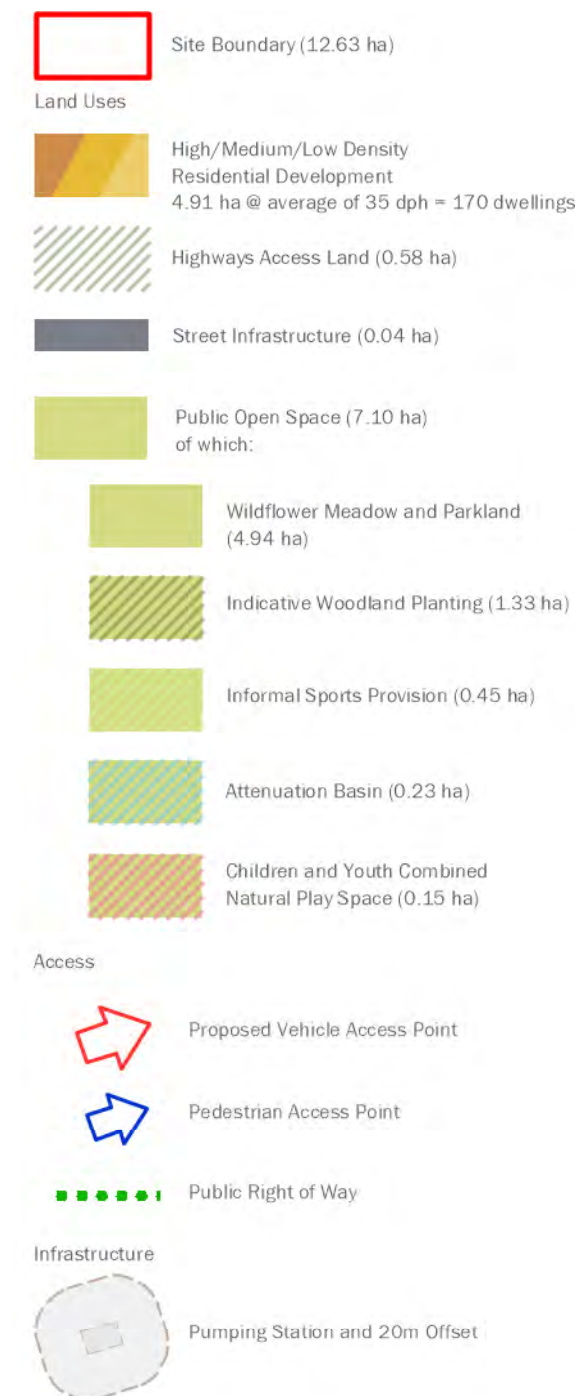 Site Boundary (12.63 ha)
Land Uses
High/Medium/Low Density
Residential Development
4.91 ha @ average of 35 dph = 170 dwellings
Highways Access Land (0.58 ha)
Street Infrastructure (0.04 ha)
Public Open Space (7.10 ha)
of which:
Wildflower Meadow and Parkland
(4.94 ha)
Indicative Woodland Planting (1.33 ha)
Informal Sports Provision (0.45 ha)
Attenuation Basin (0.23 ha)
Children and Youth Combined
Natural Play Space (0.15 ha)
Access
Proposed Vehicle Access Point
Pedestrian Access Point
Public Right of Way
Infrastructure
Pumping Station and 20m Offset